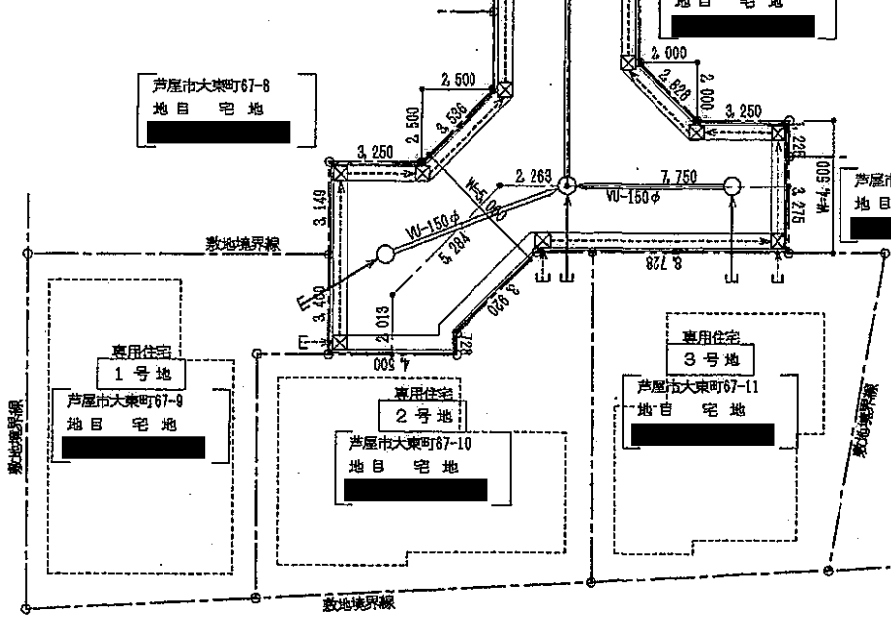 地目 宅地
芦屋市大東町67-8
地目 宅地
2,500
2,500
3,536
3,250
3,149
2,000
2,000
2,828
3,250
225
W=4,500
3,275
芦屋市
地目
2,263
7,750
VU-150φ
W=5,060
VU-150φ
5,284
敷地境界線
3,400
2,013
8,728
3,920
728
4,500
専用住宅
1号地
芦屋市大東町67-9
地目 宅地
専用住宅
2号地
芦屋市大東町67-10
地目 宅地
専用住宅
3号地
芦屋市大東町67-11
地目 宅地
敷地境界線
敷地境界線
敷地境界線